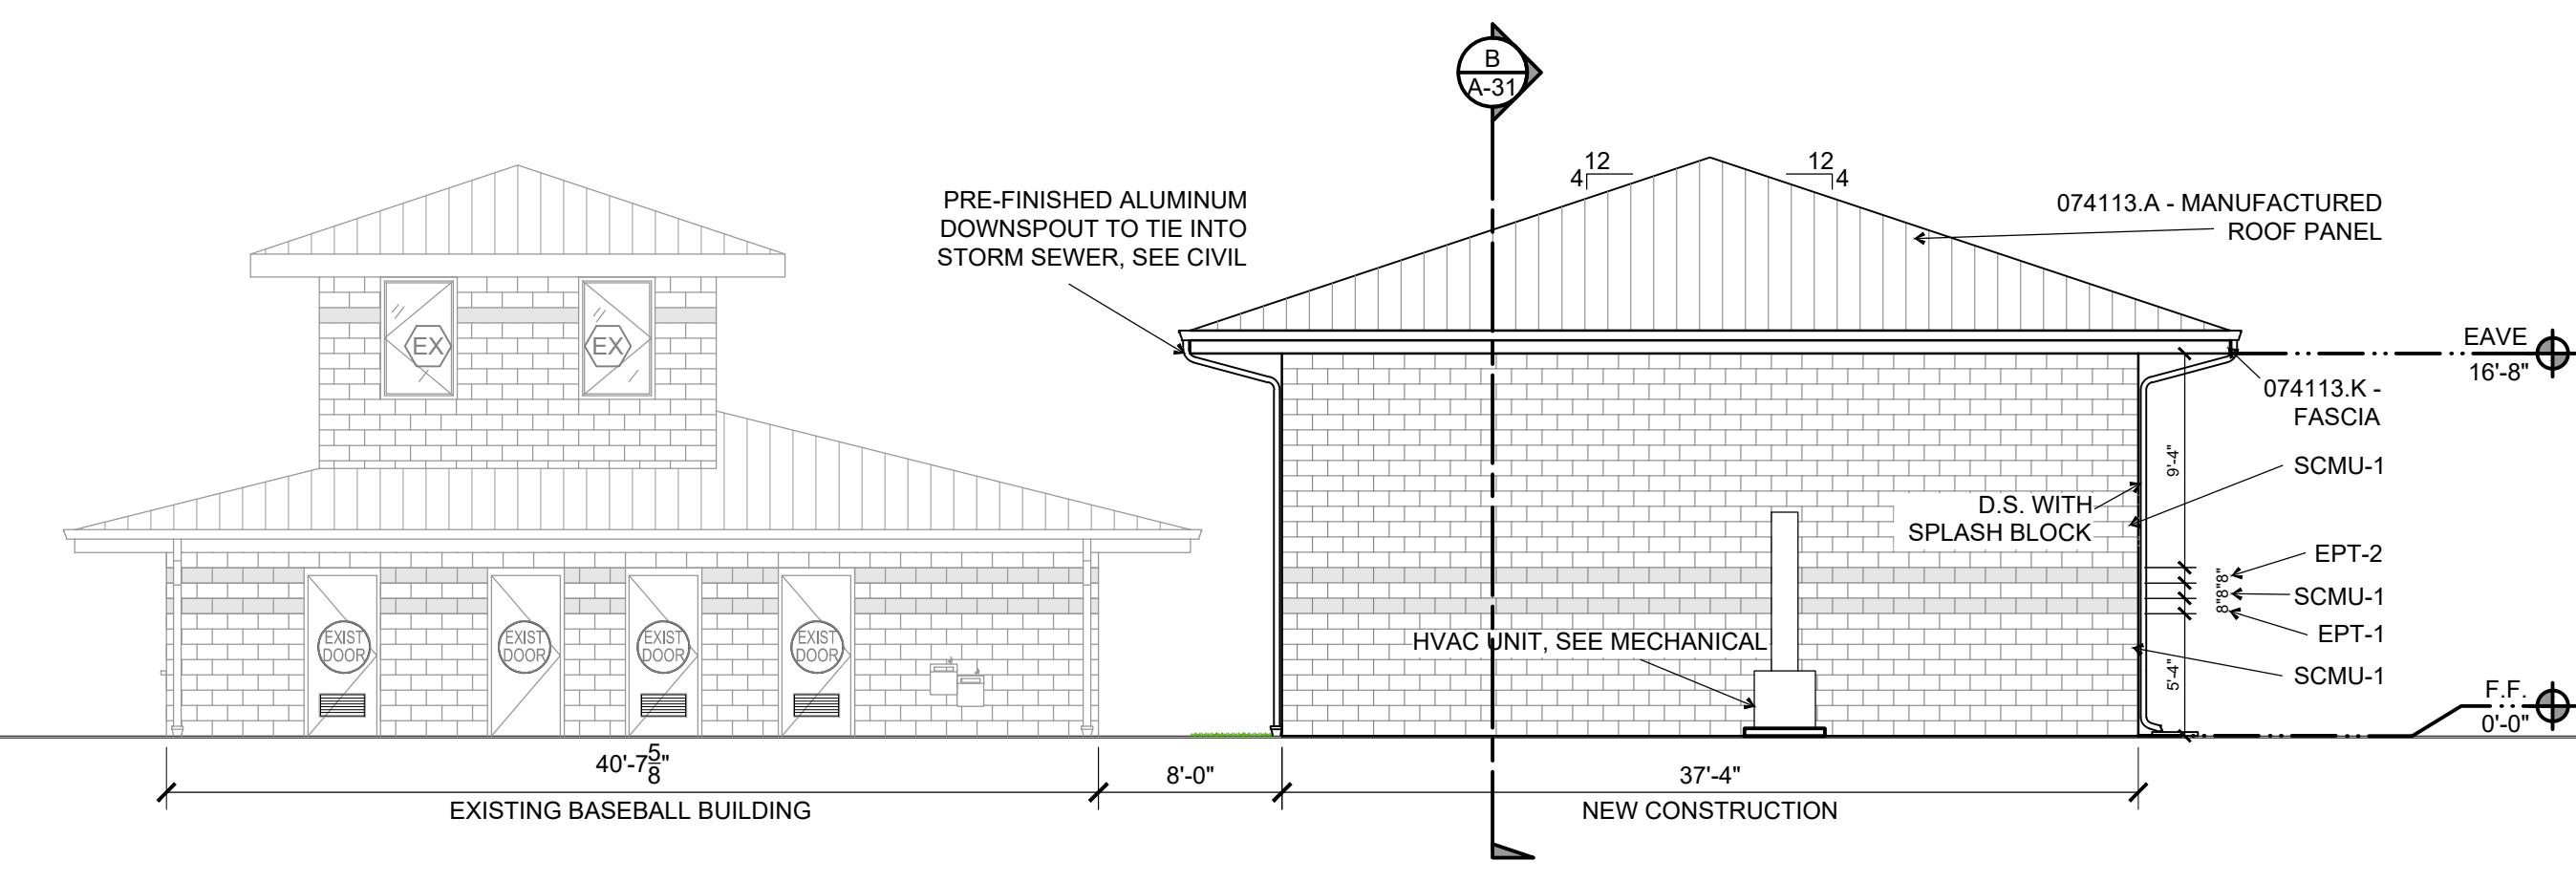 B
A-31
12
4
12
4
PRE-FINISHED ALUMINUM
DOWNSPOUT TO TIE INTO
STORM SEWER, SEE CIVIL
074113.A - MANUFACTURED
ROOF PANEL
EX
EX
EAVE
16'-8"
074113.K -
FASCIA
9'-4"
SCMU-1
D.S. WITH
SPLASH BLOCK
EPT-2
8"
SCMU-1
8"
EPT-1
8"
SCMU-1
5'-4"
HVAC UNIT, SEE MECHANICAL
EXIST
DOOR
EXIST
DOOR
EXIST
DOOR
EXIST
DOOR
F.F.
0'-0"
40'-7 5/8"
EXISTING BASEBALL BUILDING
8'-0"
37'-4"
NEW CONSTRUCTION